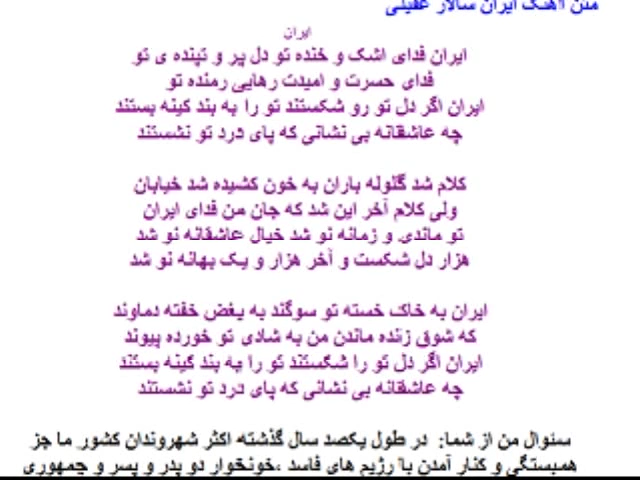 متن آهنگ ایران سالار عقیلی
ایران
ایران فدای اشک و خنده تو دل پر و تپنده ی تو
فدای حسرت و امیدت رهایی رمنده تو
ایران اگر دل تو رو شکستند تو را به بند کینه بستند
چه عاشقانه بی نشانی که پای درد تو نشستند
کلام شد گلوله باران به خون کشیده شد خیابان
ولی کلام آخر این شد که جان من فدای ایران
تو ماندی و زمانه نو شد خیال عاشقانه نو شد
هزار دل شکست و آخر هزار و یک بهانه نو شد
ایران به خاک خسته تو سوگند به بغض خفته دماوند
که شوق زنده ماندن من به شادی تو خورده پیوند
ایران اگر دل تو را شکستند تو را به بند کینه بستند
چه عاشقانه بی نشانی که پای درد تو نشستند
سئوال من از شما: در طول یکصد سال گذشته اکثر شهروندان کشور ما جز
همبستگی و کنار آمدن با رژیم های فاسد ،خونخوار دو پدر و پسر و جمهوری